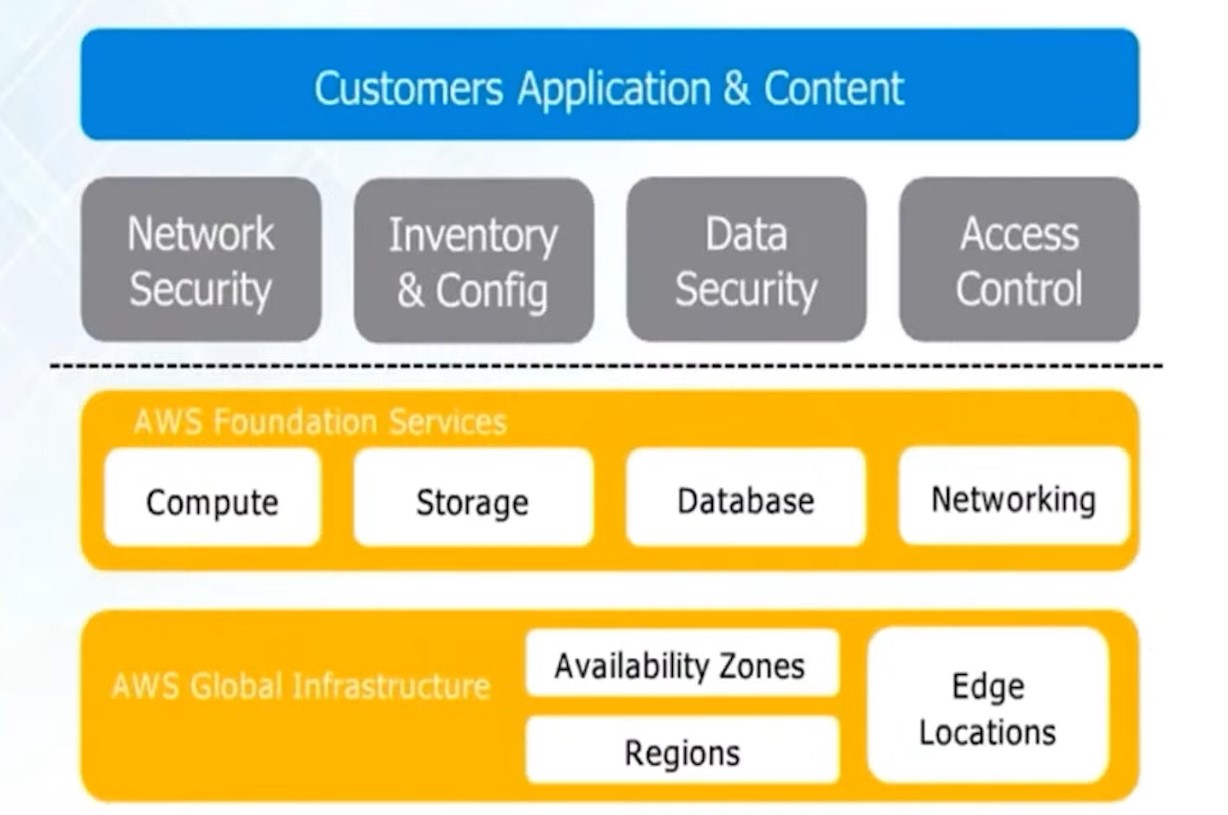 Customers Application & Content
Network
Security
Inventory
& Config
Data
Security
Access
Control
AWS Foundation Services
Compute
Storage
Database
Networking
AWS Global Infrastructure
Availability Zones
Regions
Edge
Locations